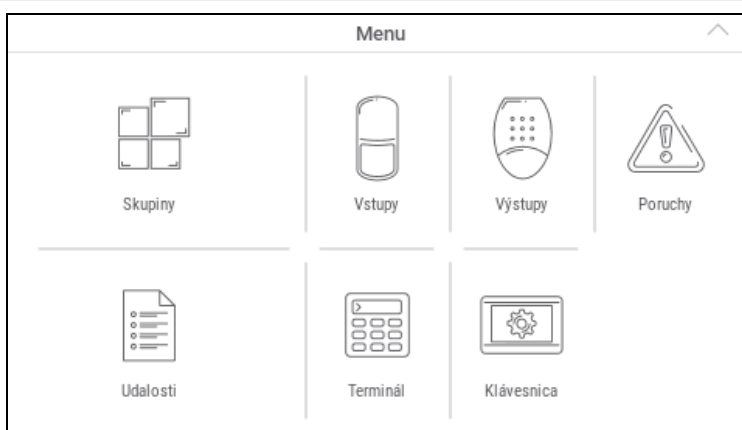 Menu
Skupiny
Vstupy
Výstupy
Poruchy
Udalosti
Terminál
Klávesnica